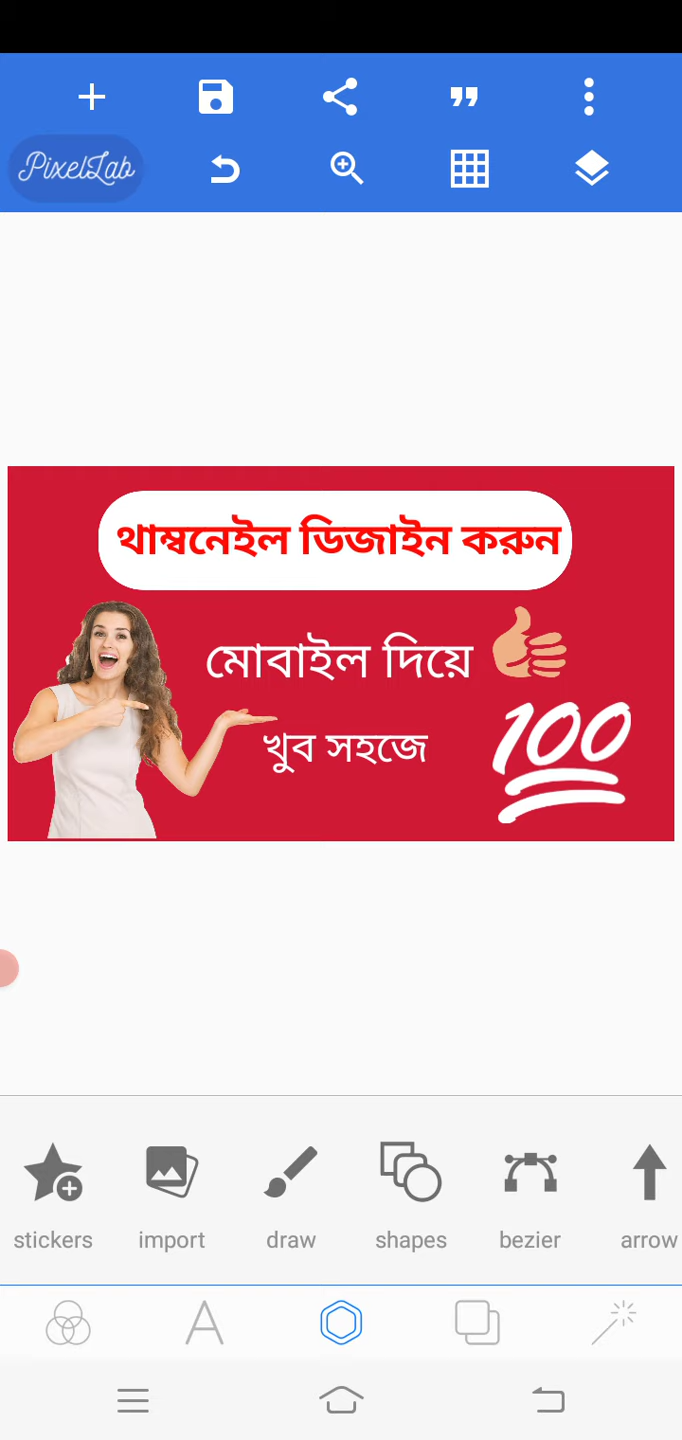 PixelLab
থাম্বনেইল ডিজাইন করুন
মোবাইল দিয়ে
খুব সহজে
100
stickers import draw shapes bezier arrow